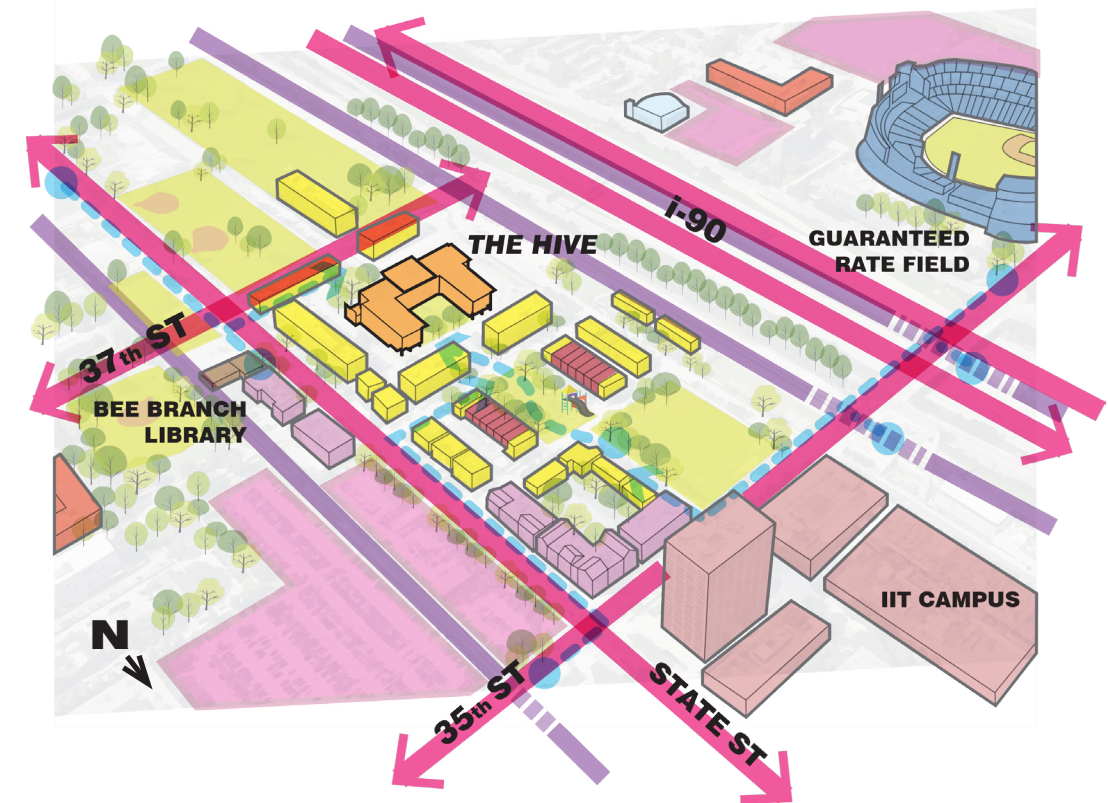 i-90
THE HIVE
GUARANTEED
RATE FIELD
37th ST
BEE BRANCH
LIBRARY
IIT CAMPUS
N
35th ST
STATE ST